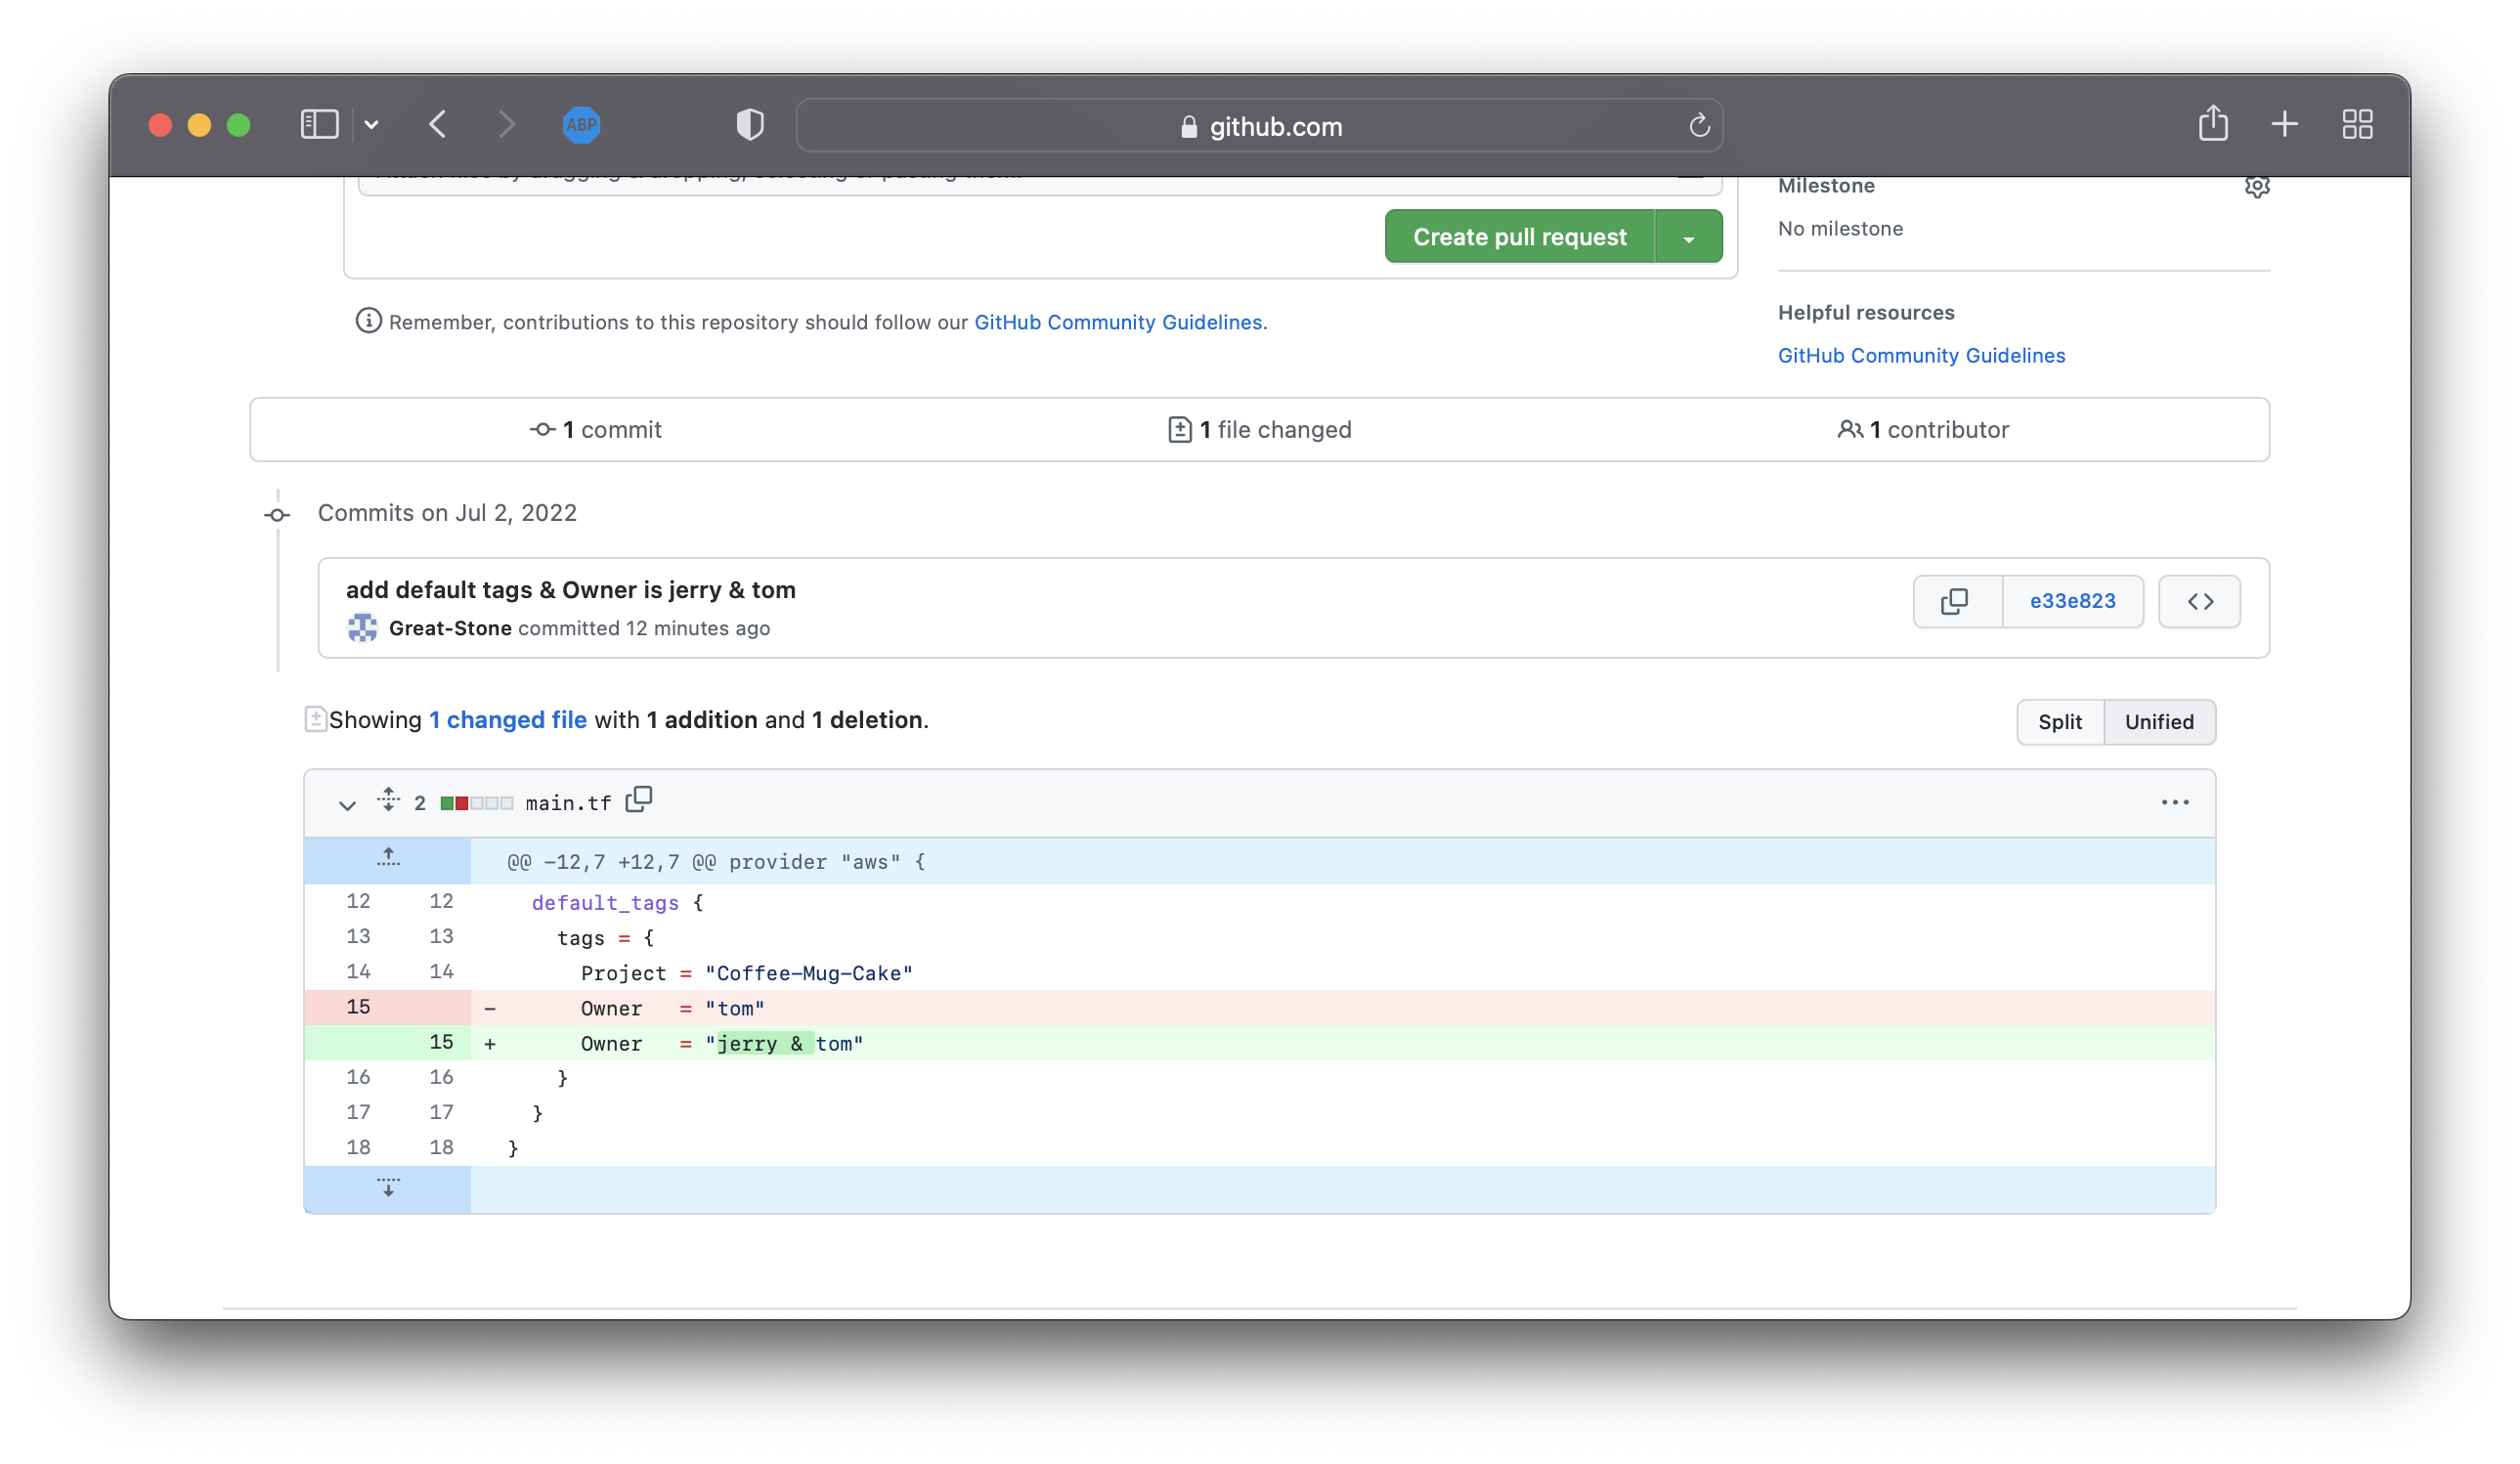 ABP
github.com
Milestone
No milestone
Create pull request
Remember, contributions to this repository should follow our GitHub Community Guidelines.
Helpful resources
GitHub Community Guidelines
1 commit
1 file changed
1 contributor
Commits on Jul 2, 2022
add default tags & Owner is jerry & tom
Great-Stone committed 12 minutes ago
e33e823
Showing 1 changed file with 1 addition and 1 deletion.
Split Unified
2 main.tf
@@ -12,7 +12,7 @@ provider "aws" {
12 12 default_tags {
13 13 tags = {
14 14 Project = "Coffee-Mug-Cake"
15 - Owner = "tom"
15 + Owner = "jerry & tom"
16 16 }
17 17 }
18 18 }